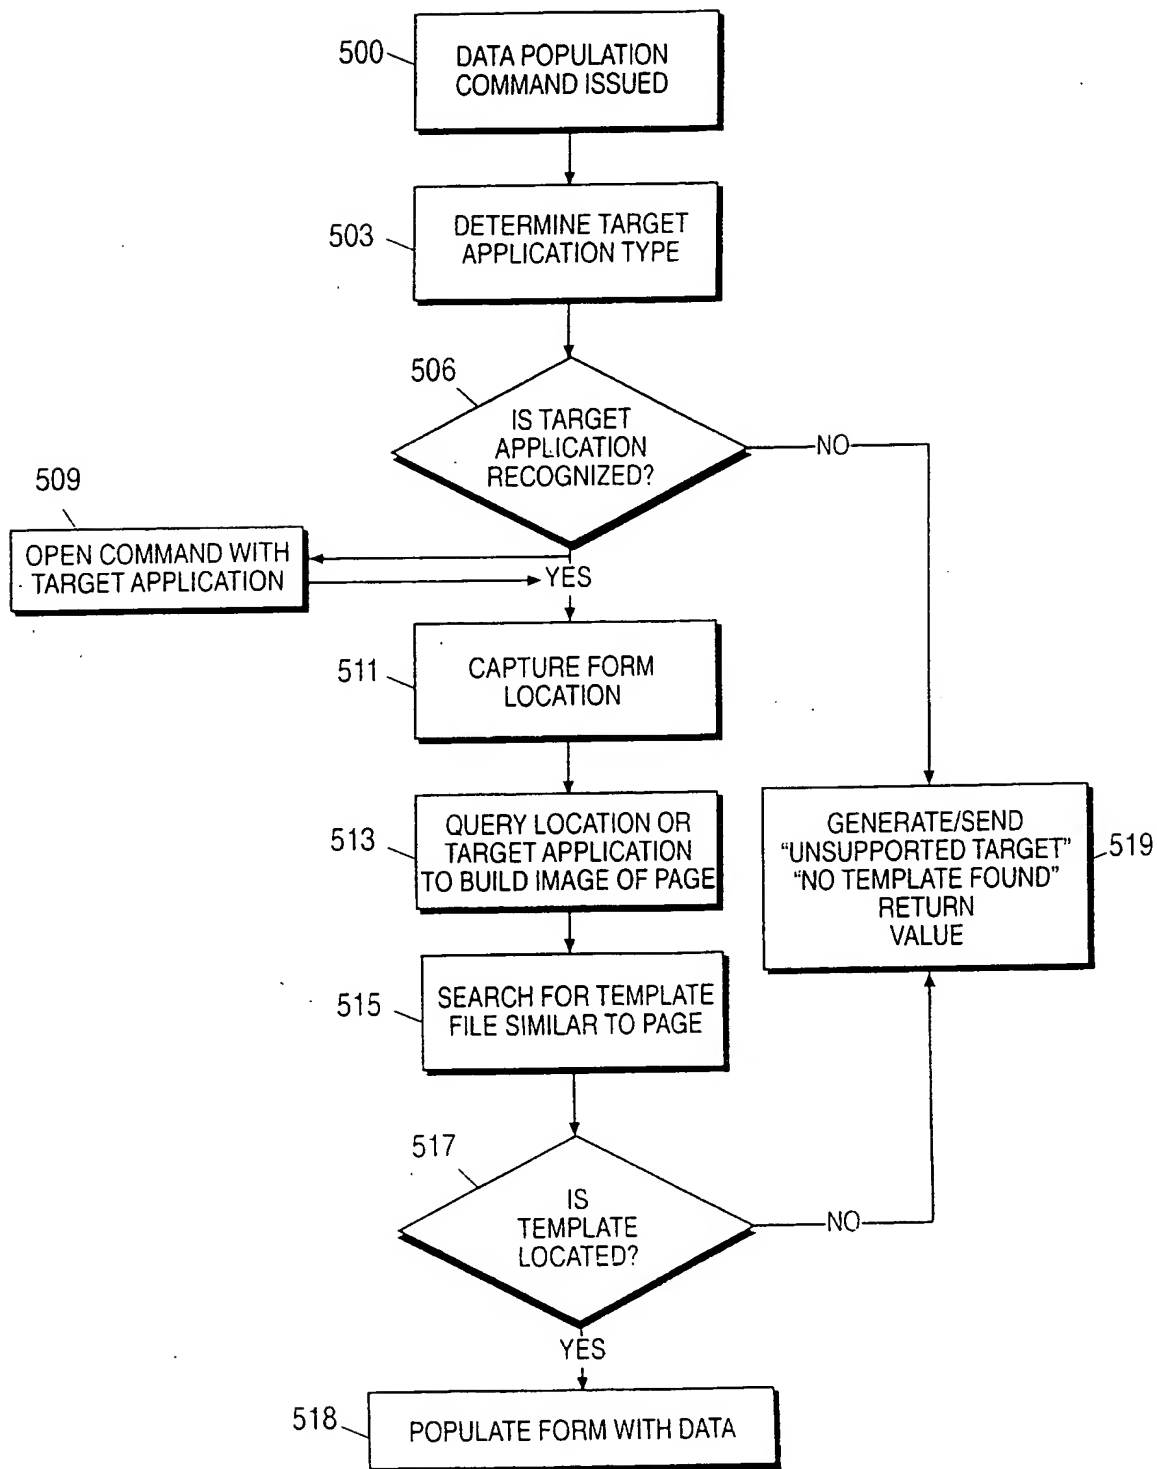 500
DATA POPULATION
COMMAND ISSUED
503
DETERMINE TARGET
APPLICATION TYPE
506
IS TARGET
APPLICATION
RECOGNIZED?
NO
509
OPEN COMMAND WITH
TARGET APPLICATION
YES
511
CAPTURE FORM
LOCATION
513
QUERY LOCATION OR
TARGET APPLICATION
TO BUILD IMAGE OF PAGE
GENERATE/SEND
“UNSUPPORTED TARGET”
“NO TEMPLATE FOUND”
RETURN
VALUE
519
515
SEARCH FOR TEMPLATE
FILE SIMILAR TO PAGE
517
IS
TEMPLATE
LOCATED?
NO
YES
518
POPULATE FORM WITH DATA